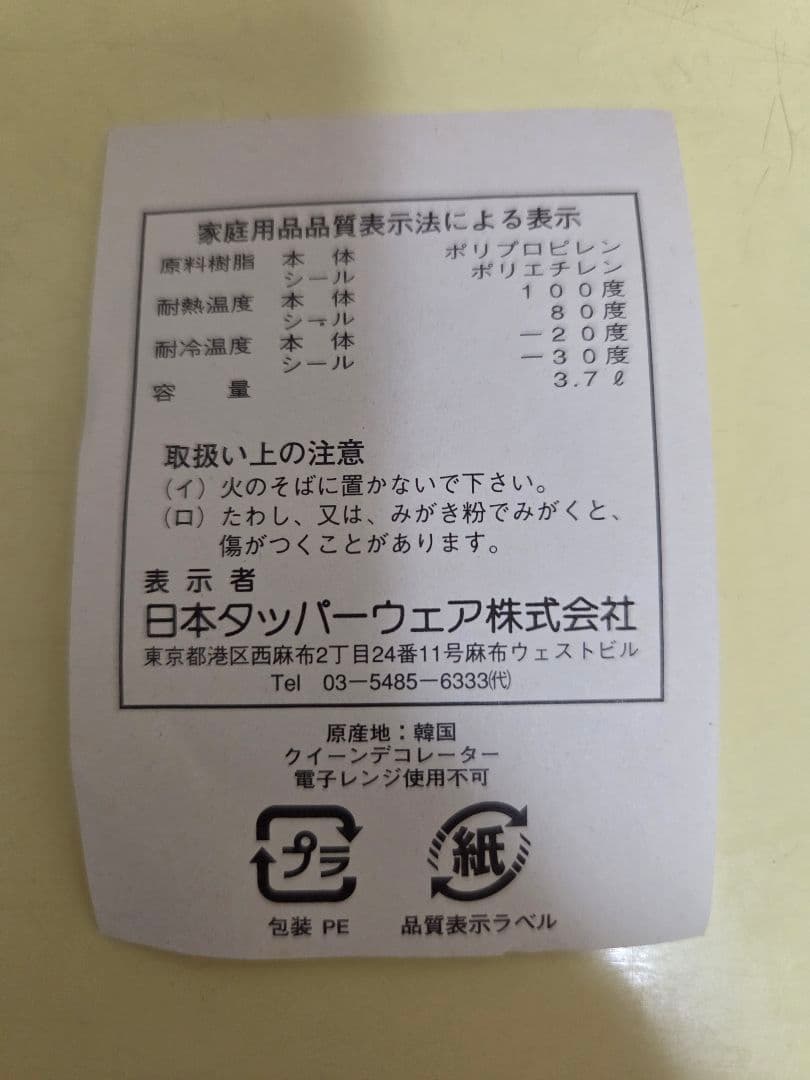 家庭用品品質表示法による表示
原料樹脂 本体 ポリプロピレン
シール ポリエチレン
耐熱温度 本体 100度
シール 80度
耐冷温度 本体 −20度
シール −30度
容量 3.7ℓ
取扱い上の注意
(イ)火のそばに置かないで下さい。
(ロ)たわし、又は、みがき粉でみがくと、
傷がつくことがあります。
表示者
日本タッパーウェア株式会社
東京都港区西麻布2丁目24番11号麻布ウェストビル
Tel 03−5485−6333㈹
原産地：韓国
クイーンデコレーター
電子レンジ使用不可
プラ 紙
包装 PE 品質表示ラベル